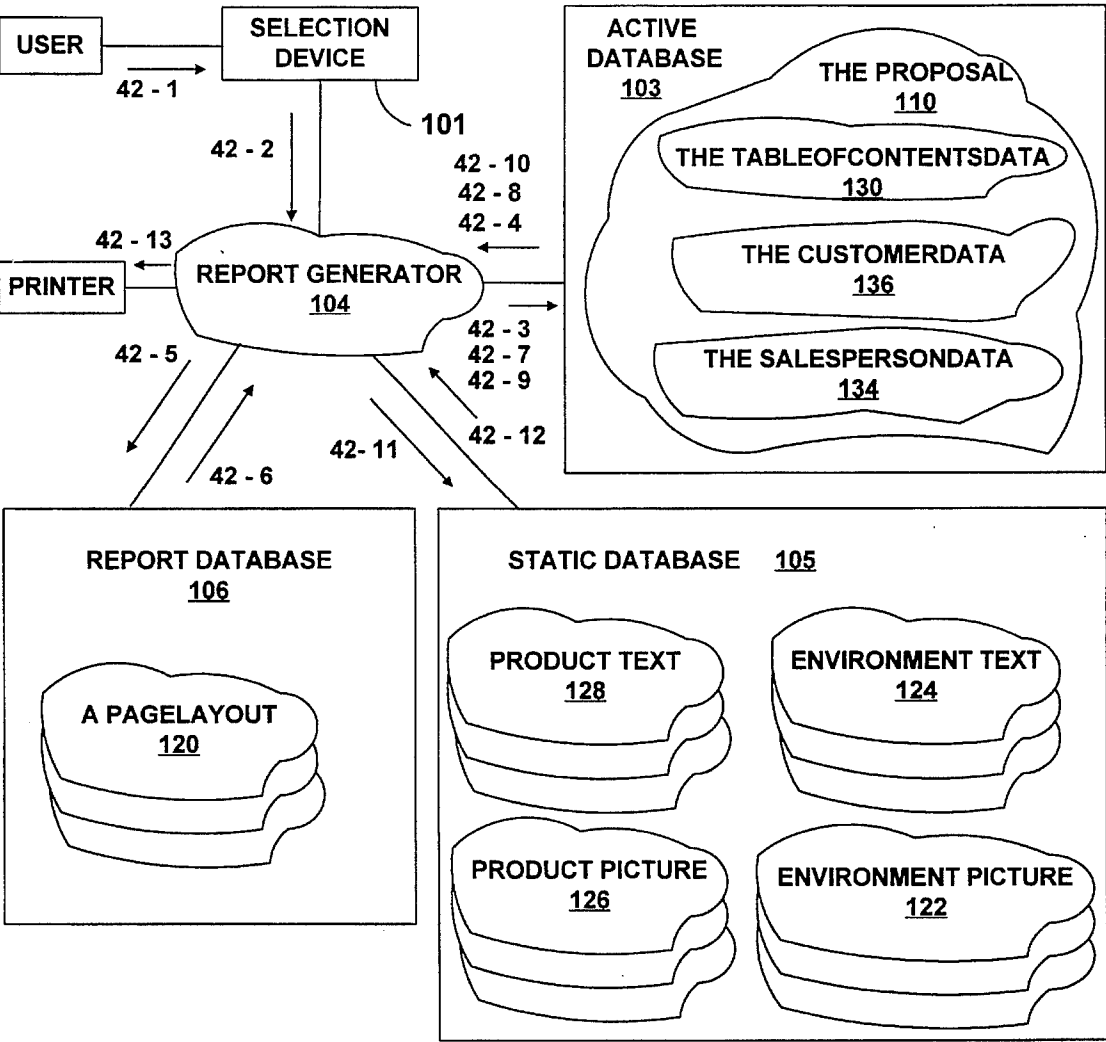 USER
42 - 1
SELECTION
DEVICE
101
42 - 2
42 - 10
42 - 8
42 - 4
42 - 13
PRINTER
REPORT GENERATOR
104
42 - 3
42 - 7
42 - 9
42 - 5
42 - 6
42- 11
42 - 12
ACTIVE
DATABASE
103
THE PROPOSAL
110
THE TABLEOFCONTENTSDATA
130
THE CUSTOMERDATA
136
THE SALESPERSONDATA
134
REPORT DATABASE
106
A PAGELAYOUT
120
STATIC DATABASE 105
PRODUCT TEXT
128
ENVIRONMENT TEXT
124
PRODUCT PICTURE
126
ENVIRONMENT PICTURE
122